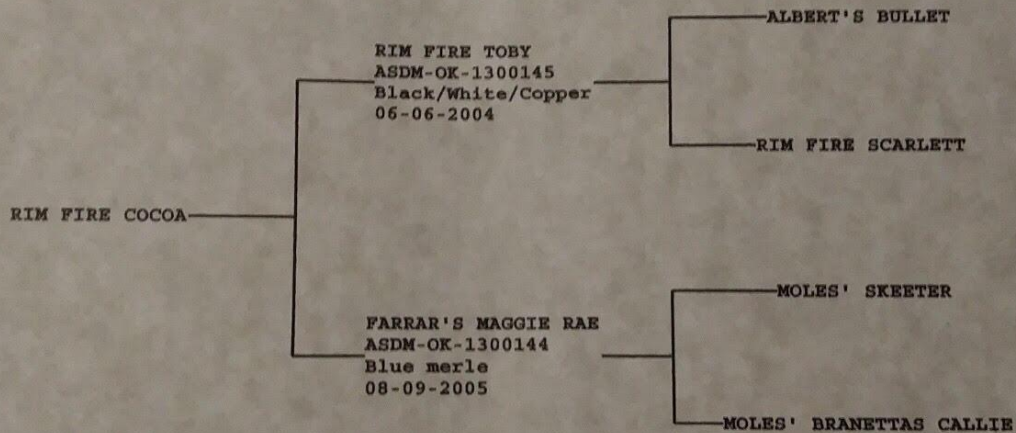 ALBERT'S BULLET
RIM FIRE TOBY
ASDM-OK-1300145
Black/White/Copper
06-06-2004
RIM FIRE SCARLETT
RIM FIRE COCOA
MOLES' SKEETER
FARRAR'S MAGGIE RAE
ASDM-OK-1300144
Blue merle
08-09-2005
MOLES' BRANETTAS CALLIE